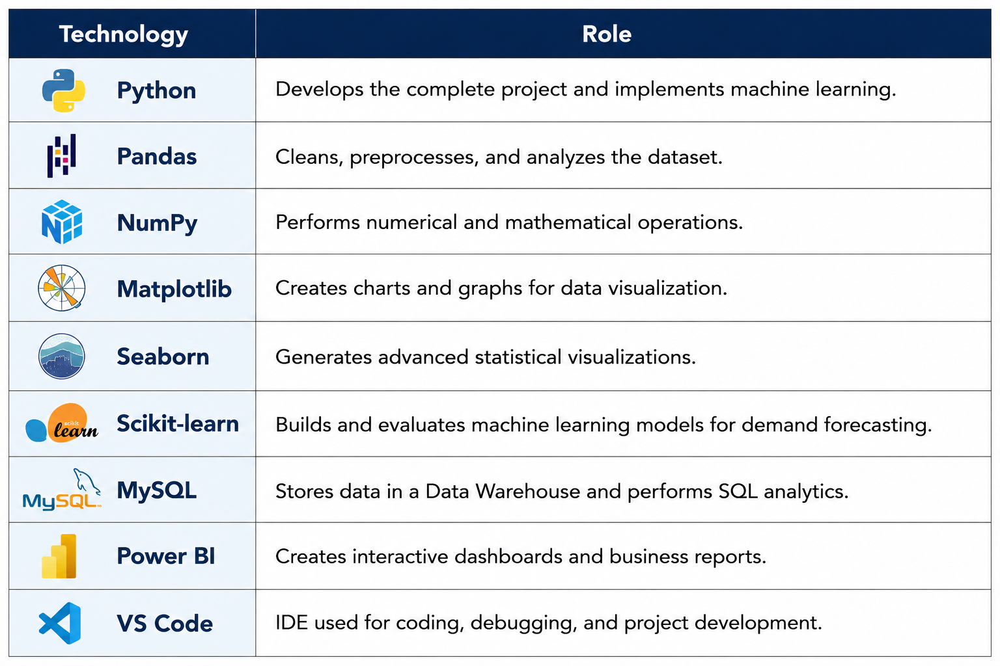 Technology Role
Python Develops the complete project and implements machine learning.
Pandas Cleans, preprocesses, and analyzes the dataset.
N
NumPy Performs numerical and mathematical operations.
Matplotlib Creates charts and graphs for data visualization.
Seaborn Generates advanced statistical visualizations.
scikit
learn
Scikit-learn Builds and evaluates machine learning models for demand forecasting.
MySQL
MySQL Stores data in a Data Warehouse and performs SQL analytics.
Power BI Creates interactive dashboards and business reports.
VS Code IDE used for coding, debugging, and project development.